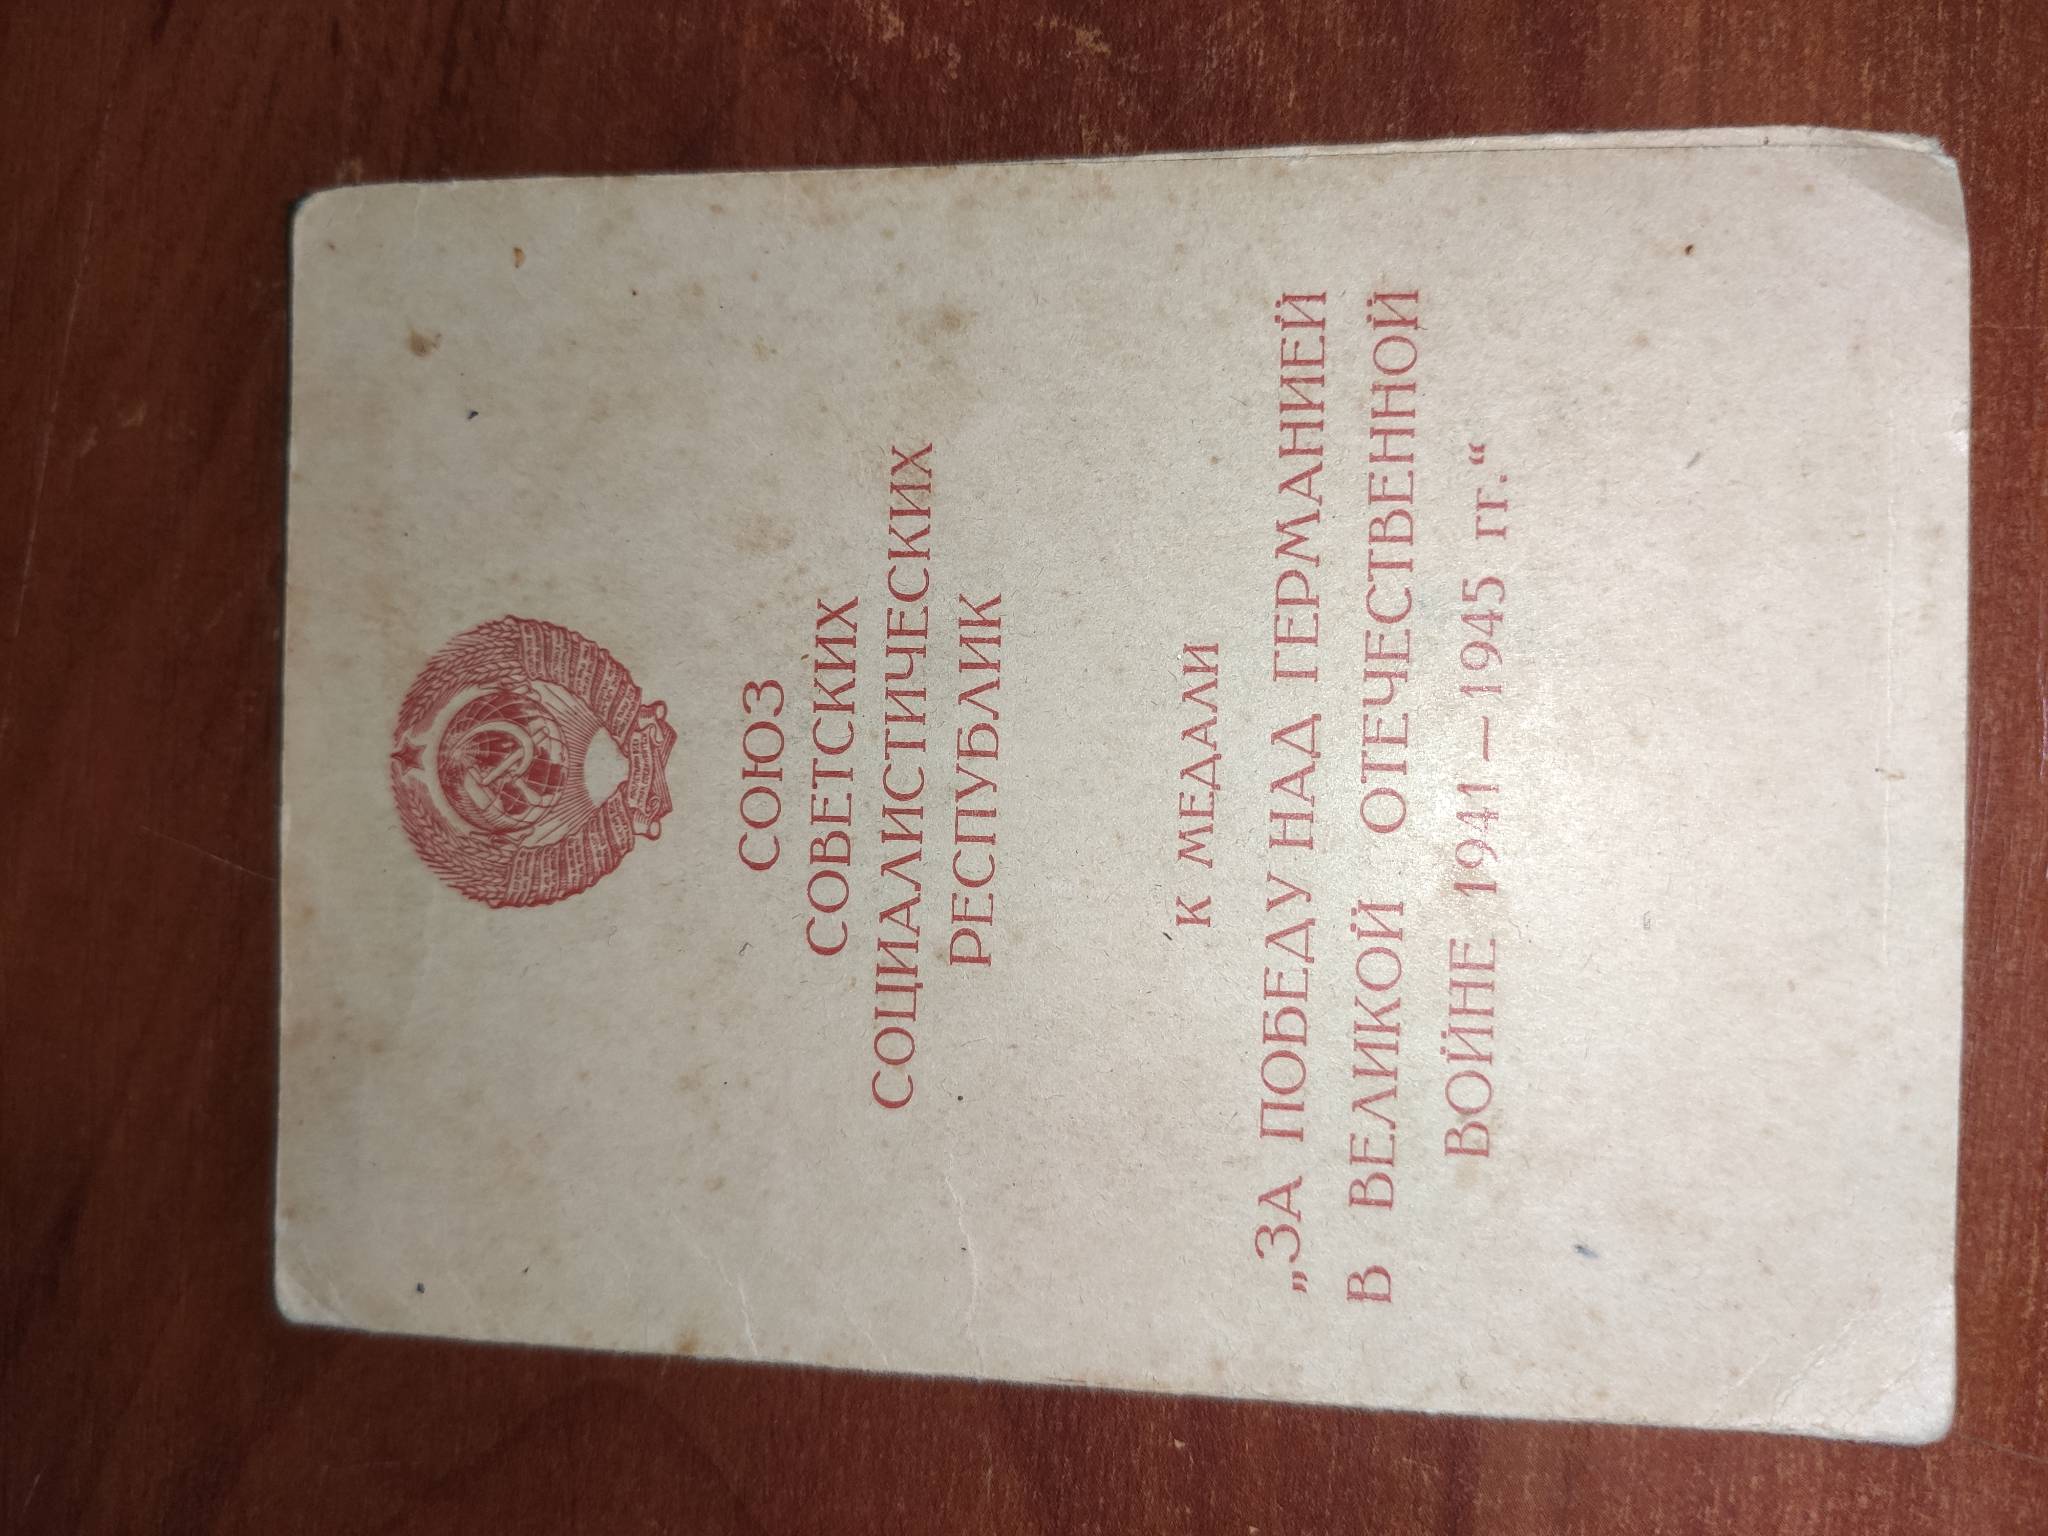 СОЮЗ
СОВЕТСКИХ
СОЦИАЛИСТИЧЕСКИХ
РЕСПУБЛИК
К МЕДАЛИ
„ЗА ПОБЕДУ НАД ГЕРМАНИЕЙ
В ВЕЛИКОЙ ОТЕЧЕСТВЕННОЙ
ВОЙНЕ 1941—1945 гг.“